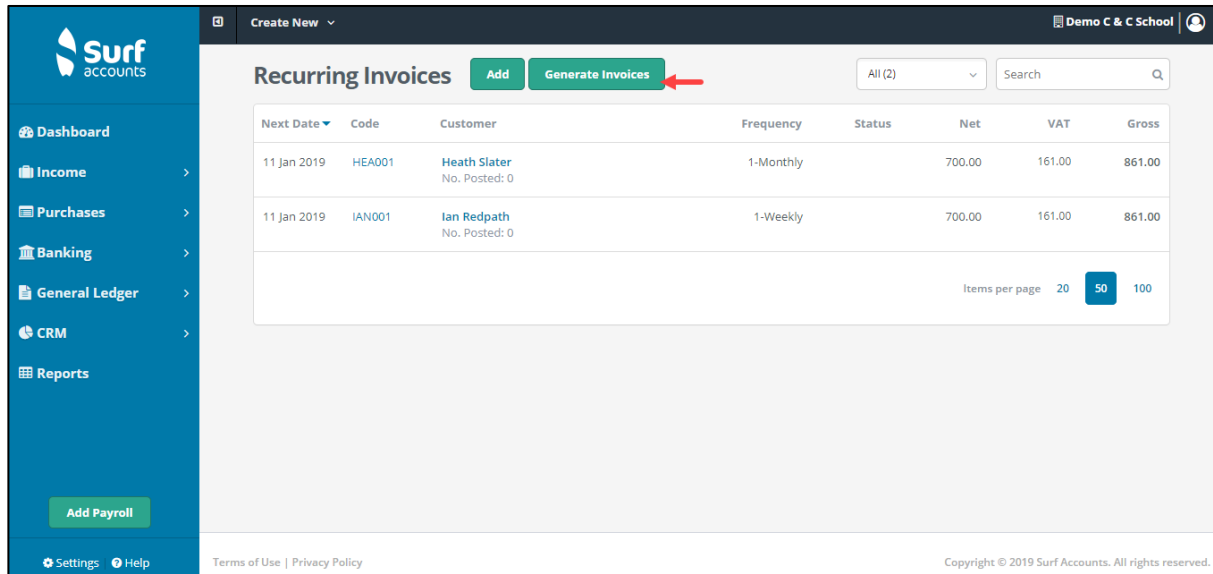 Surf
accounts
Create New
Demo C & C School
Recurring Invoices Add Generate Invoices All (2) Search
Dashboard
Income
Purchases
Banking
General Ledger
CRM
Reports
Next Date Code Customer Frequency Status Net VAT Gross
11 Jan 2019 HEA001 Heath Slater 1-Monthly 700.00 161.00 861.00
No. Posted: 0
11 Jan 2019 IAN001 Ian Redpath 1-Weekly 700.00 161.00 861.00
No. Posted: 0
Items per page 20 50 100
Add Payroll
Settings Help
Terms of Use | Privacy Policy
Copyright © 2019 Surf Accounts. All rights reserved.